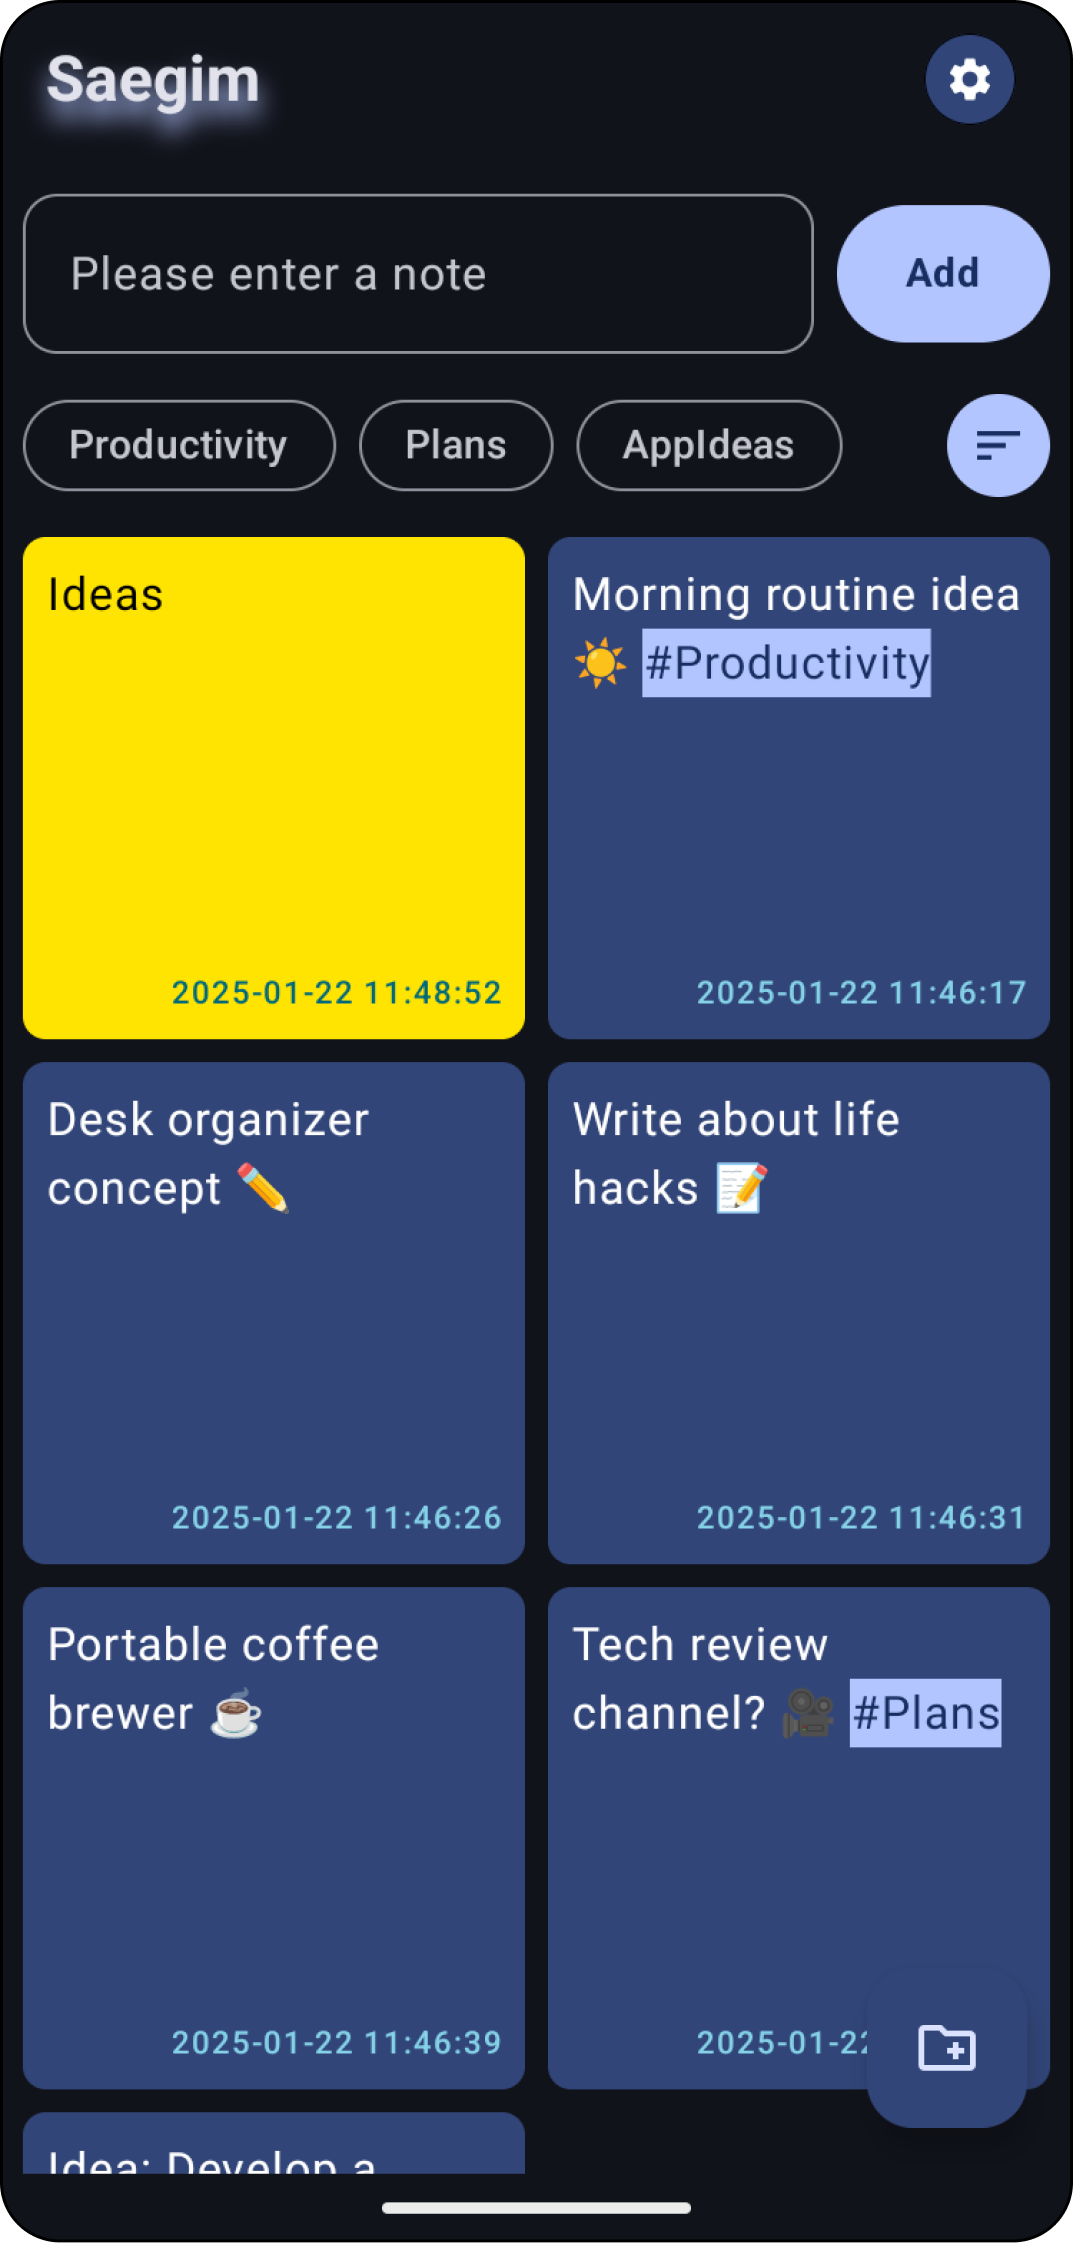 Saegim
Please enter a note
Add
Productivity
Plans
AppIdeas
Ideas
2025-01-22 11:48:52
Morning routine idea
☀️ #Productivity
2025-01-22 11:46:17
Desk organizer
concept ✏️
2025-01-22 11:46:26
Write about life
hacks 📝
2025-01-22 11:46:31
Portable coffee
brewer ☕
2025-01-22 11:46:39
Tech review
channel? 🎥 #Plans
2025-01-22
Idea: Develop a